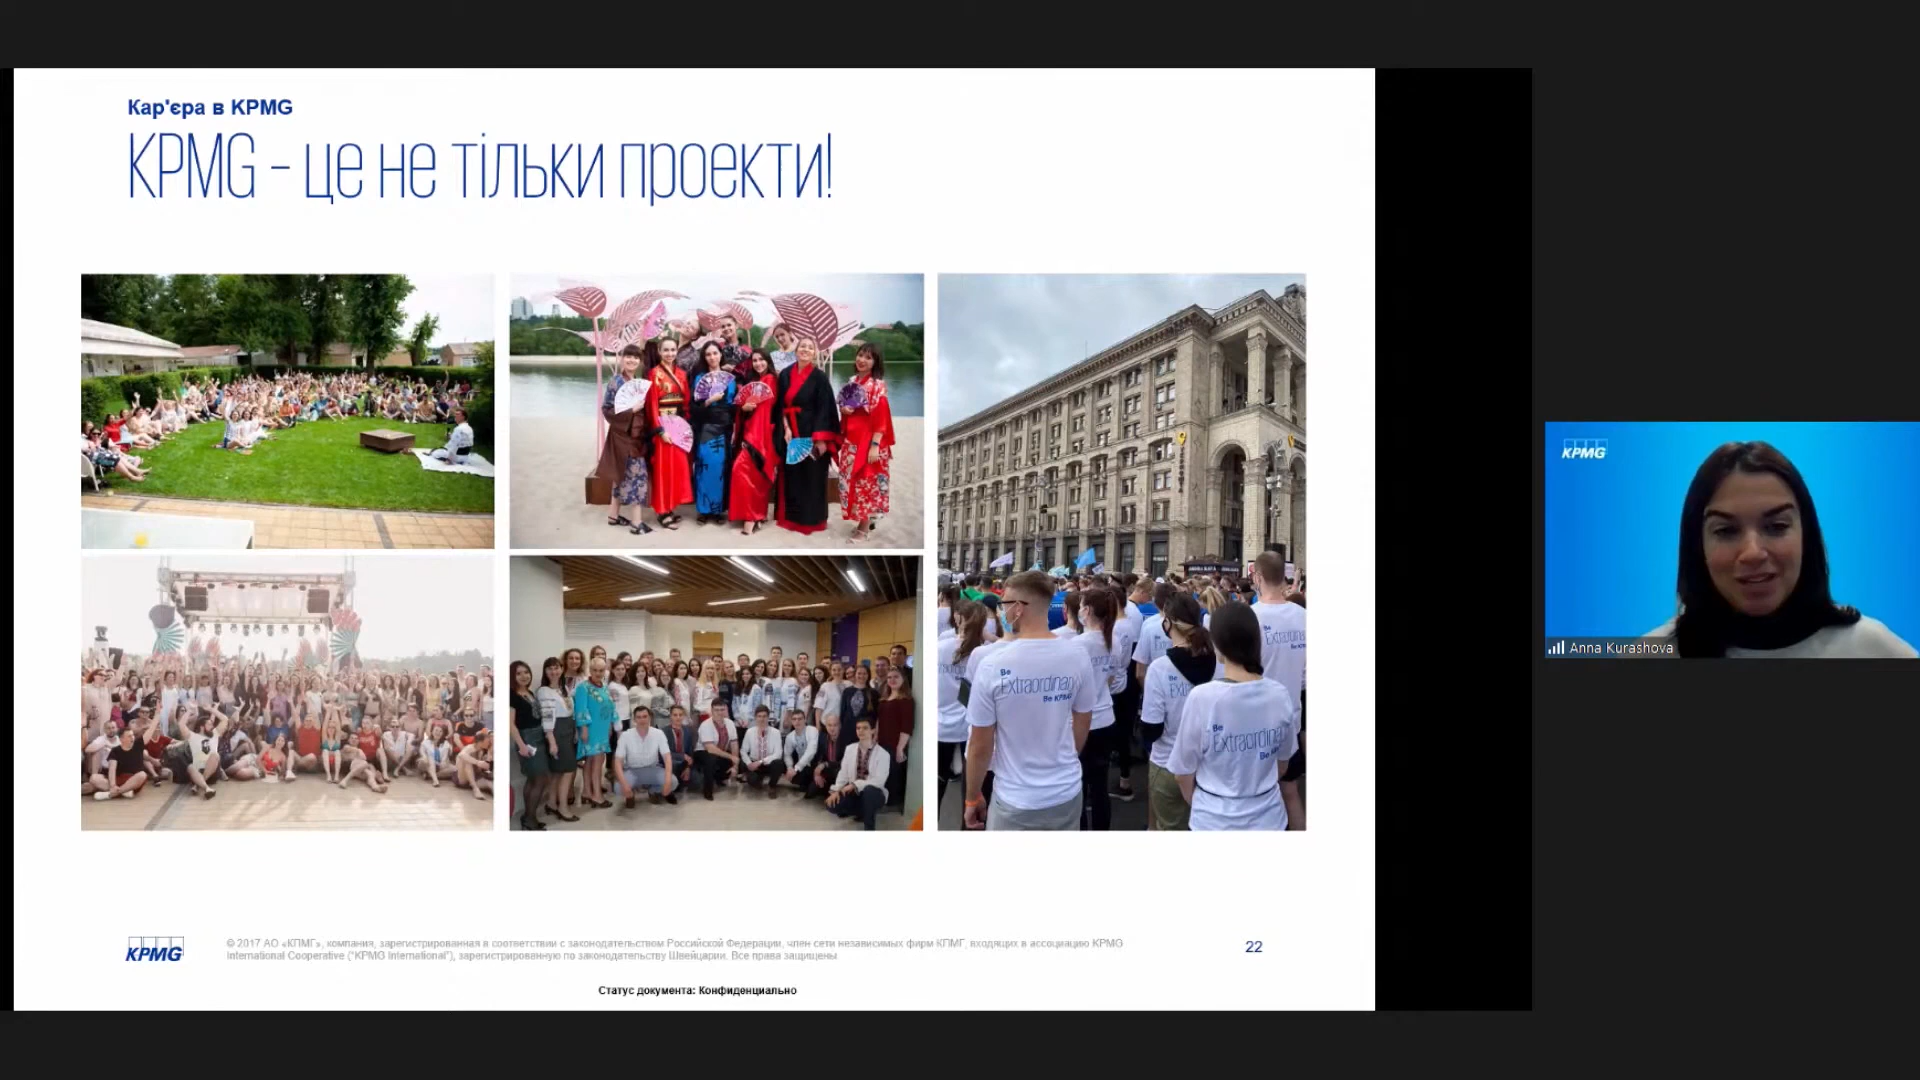 Кар'єра в KPMG
KPMG – це не тільки проекти!
Be
Extraordinary
Be KPMG
Be
Extraordina
KPMG
Anna Kurashova
KPMG
© 2017 АО «КПМГ», компания, зарегистрированная в соответствии с законодательством Российской Федерации, член сети независимых фирм КПМГ, входящих в ассоциацию KPMG
International Cooperative ("KPMG International"), зарегистрированную по законодательству Швейцарии. Все права защищены
22
Статус документа: Конфиденциально